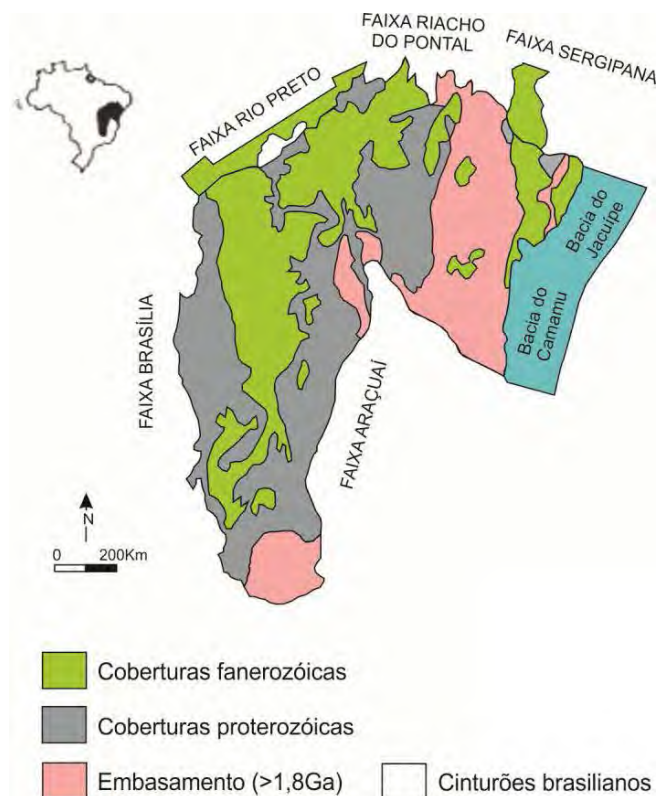 FAIXA RIACHO
DO PONTAL
FAIXA SERGIPANA
FAIXA RIO PRETO
Bacia do
Jacuípe
Bacia do
Camamu
FAIXA BRASÍLIA
FAIXA ARAÇUAÍ
N
0 200Km
Coberturas fanerozóicas
Coberturas proterozóicas
Embasamento (>1,8Ga)
Cinturões brasilianos